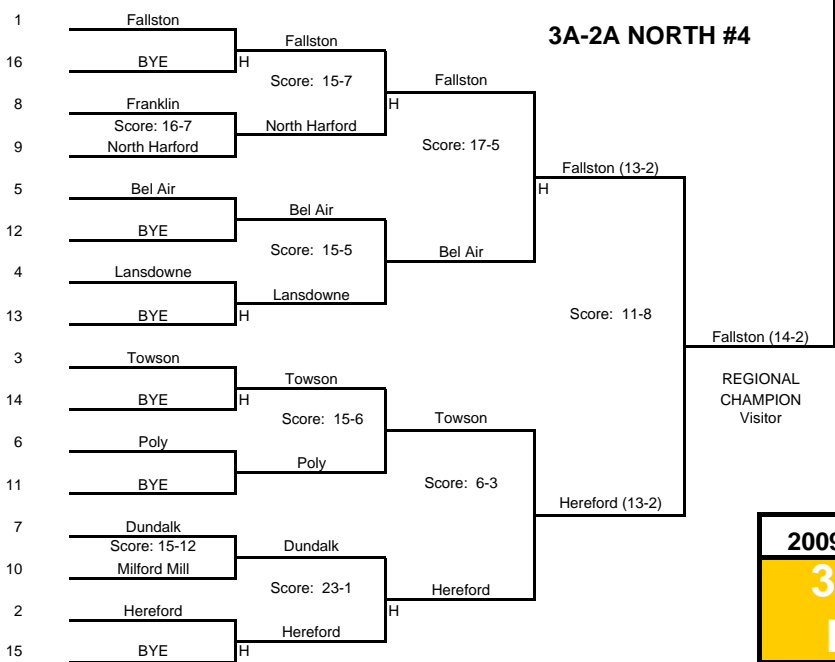 3A-2A NORTH #4
1 Fallston
Fallston
16 BYE H
Score: 15-7
Fallston
8 Franklin H
Score: 16-7 North Harford
9 North Harford
Score: 17-5
Fallston (13-2)
5 Bel Air H
Bel Air
12 BYE
Score: 15-5
Bel Air
4 Lansdowne
Lansdowne
13 BYE H
Score: 11-8
Fallston (14-2)
3 Towson
REGIONAL
Towson
14 BYE H
CHAMPION
Score: 15-6
Towson
Visitor
6 Poly
Poly
11 BYE
Score: 6-3
Hereford (13-2)
7 Dundalk
Score: 15-12
Dundalk
10 Milford Mill
Score: 23-1
Hereford
2 Hereford H
Hereford
15 BYE H
2009
3